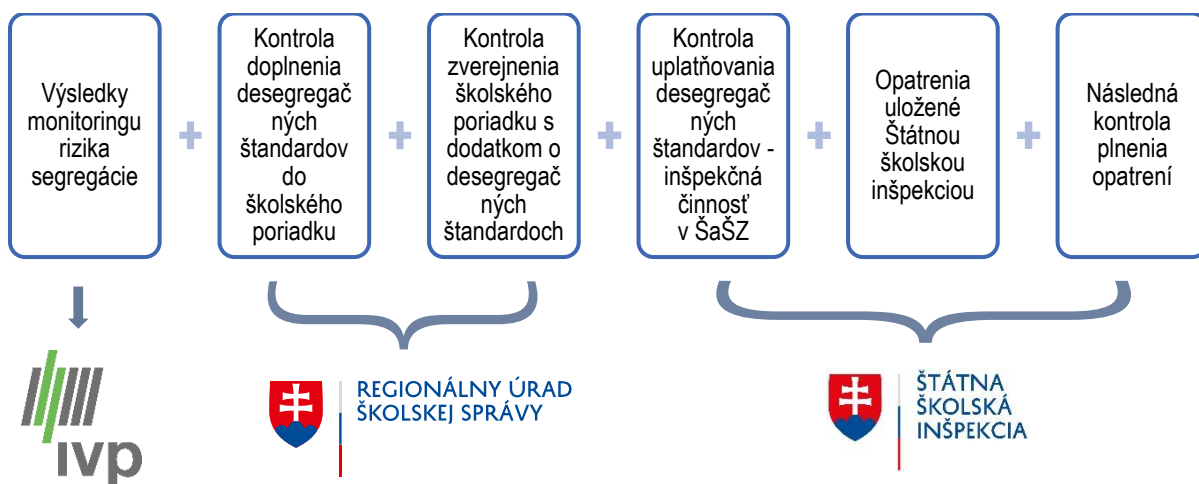 Výsledky
monitoringu
rizika
segregácie
Kontrola
doplnenia
desegregač
ných
štandardov
do
školského
poriadku
Kontrola
zverejnenia
školského
poriadku s
dodatkom o
desegregač
ných
štandardoch
Kontrola
uplatňovania
desegregač
ných
štandardov -
inšpekčná
činnosť
v ŠaŠZ
Opatrenia
uložené
Štátnou
školskou
inšpekciou
Následná
kontrola
plnenia
opatrení
ivp
REGIONÁLNY ÚRAD
ŠKOLSKEJ SPRÁVY
ŠTÁTNA
ŠKOLSKÁ
INŠPEKCIA